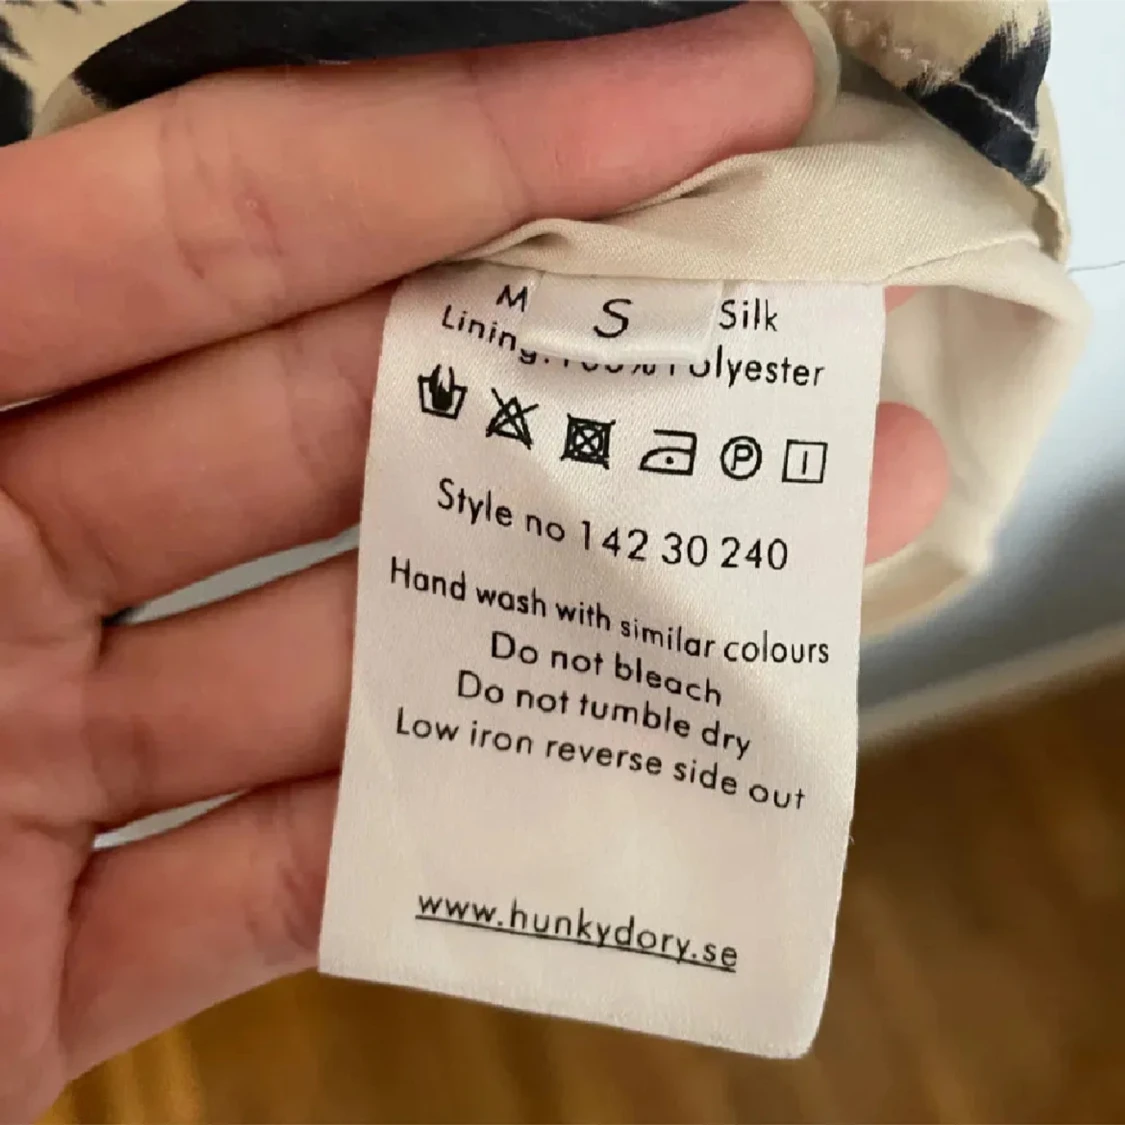 S
Silk
Lining:
P
Style no 142 30 240
Hand wash with similar colours
Do not bleach
Do not tumble dry
Low iron reverse side out
www.hunkydory.se